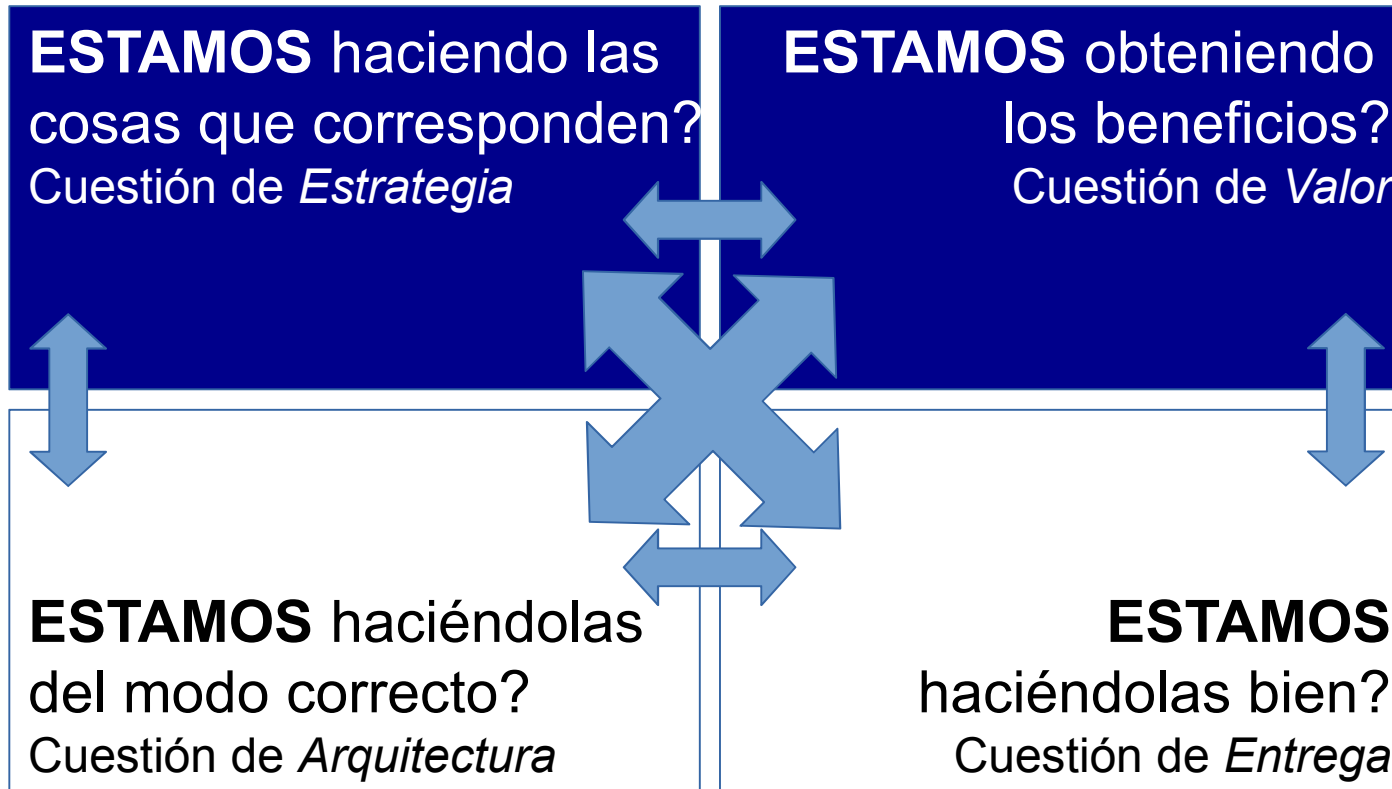 ESTAMOS haciendo las
cosas que corresponden?
Cuestión de Estrategia
ESTAMOS obteniendo
los beneficios?
Cuestión de Valor
ESTAMOS haciéndolas
del modo correcto?
Cuestión de Arquitectura
ESTAMOS
haciéndolas bien?
Cuestión de Entrega